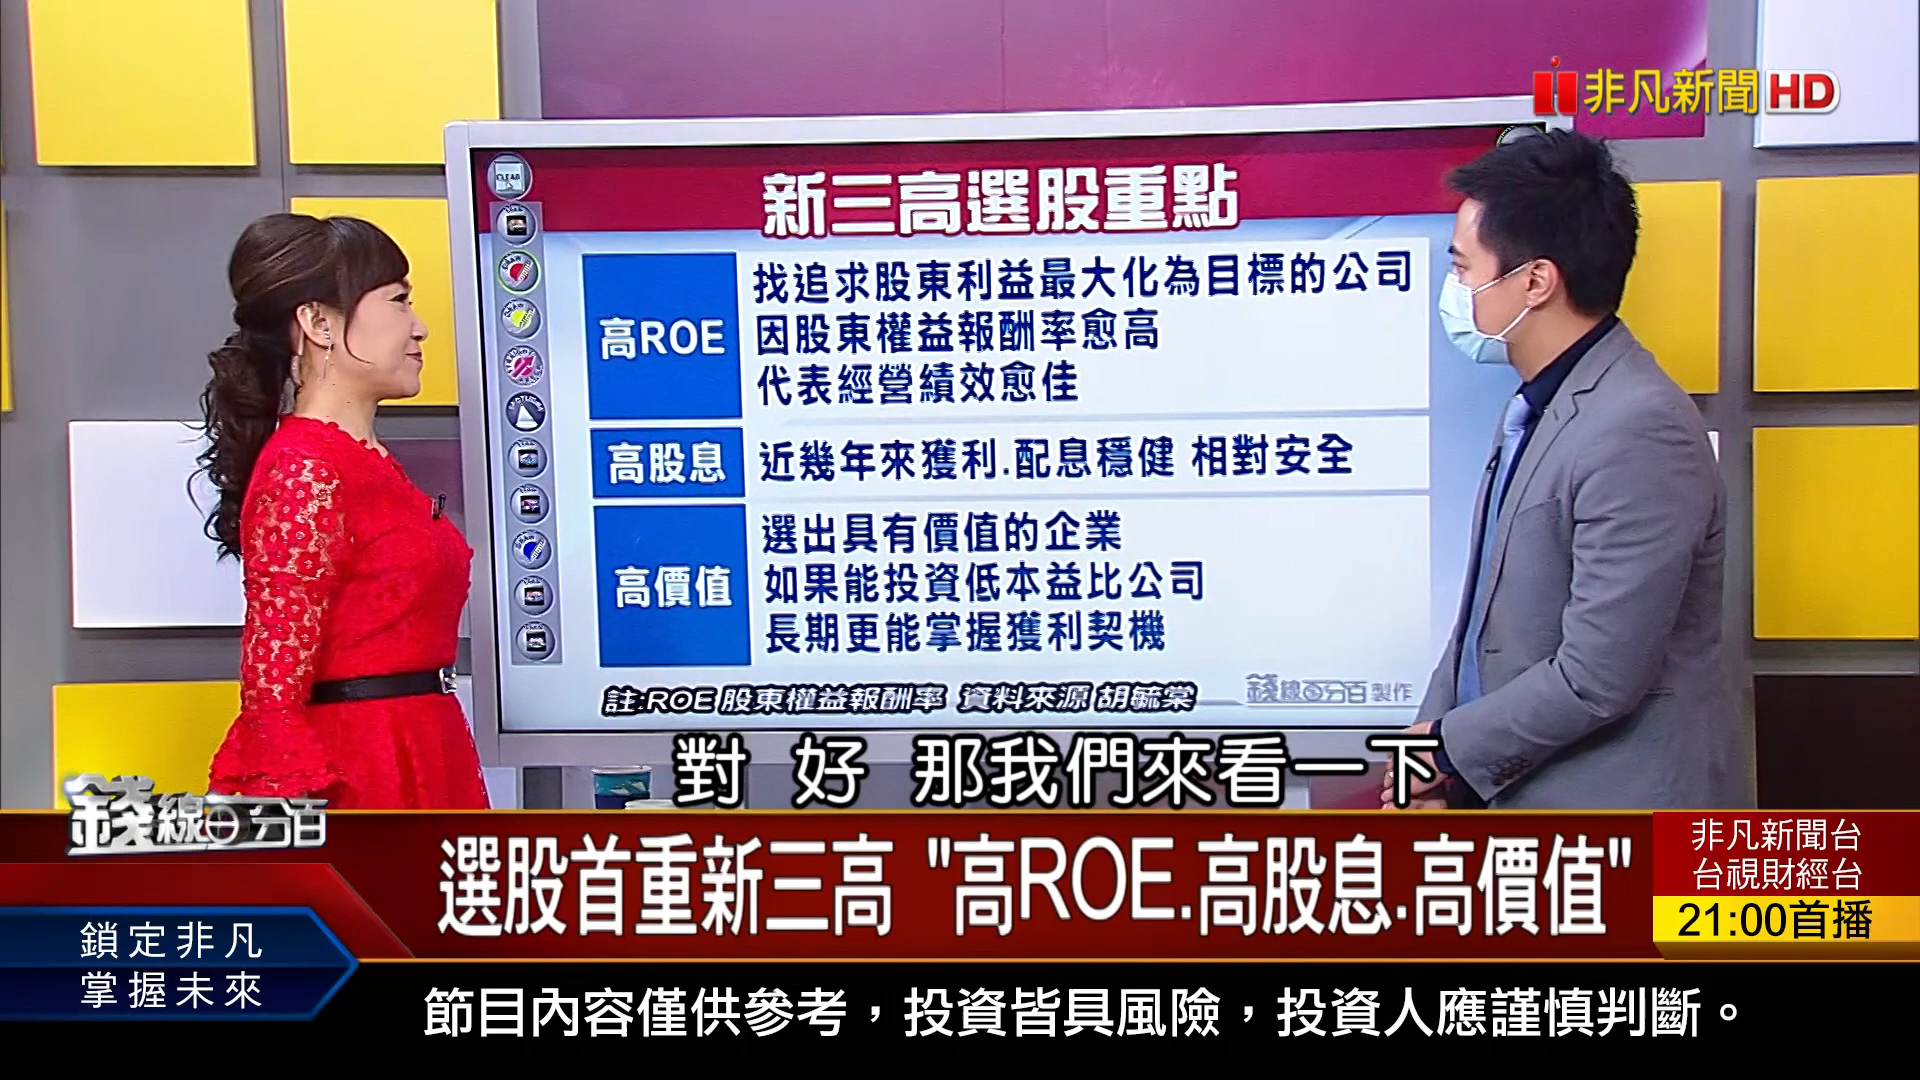 非凡新聞HD
CLEAR
新三高選股重點
高ROE
找追求股東利益最大化為目標的公司
因股東權益報酬率愈高
代表經營績效愈佳
高股息
近幾年來獲利.配息穩健 相對安全
高價值
選出具有價值的企業
如果能投資低本益比公司
長期更能掌握獲利契機
註:ROE 股東權益報酬率 資料來源 胡毓棠
錢線百分百 製作
對 好 那我們來看一下
錢線百分百
選股首重新三高 "高ROE.高股息.高價值"
非凡新聞台
台視財經台
21:00首播
鎖定非凡
掌握未來
節目內容僅供參考，投資皆具風險，投資人應謹慎判斷。